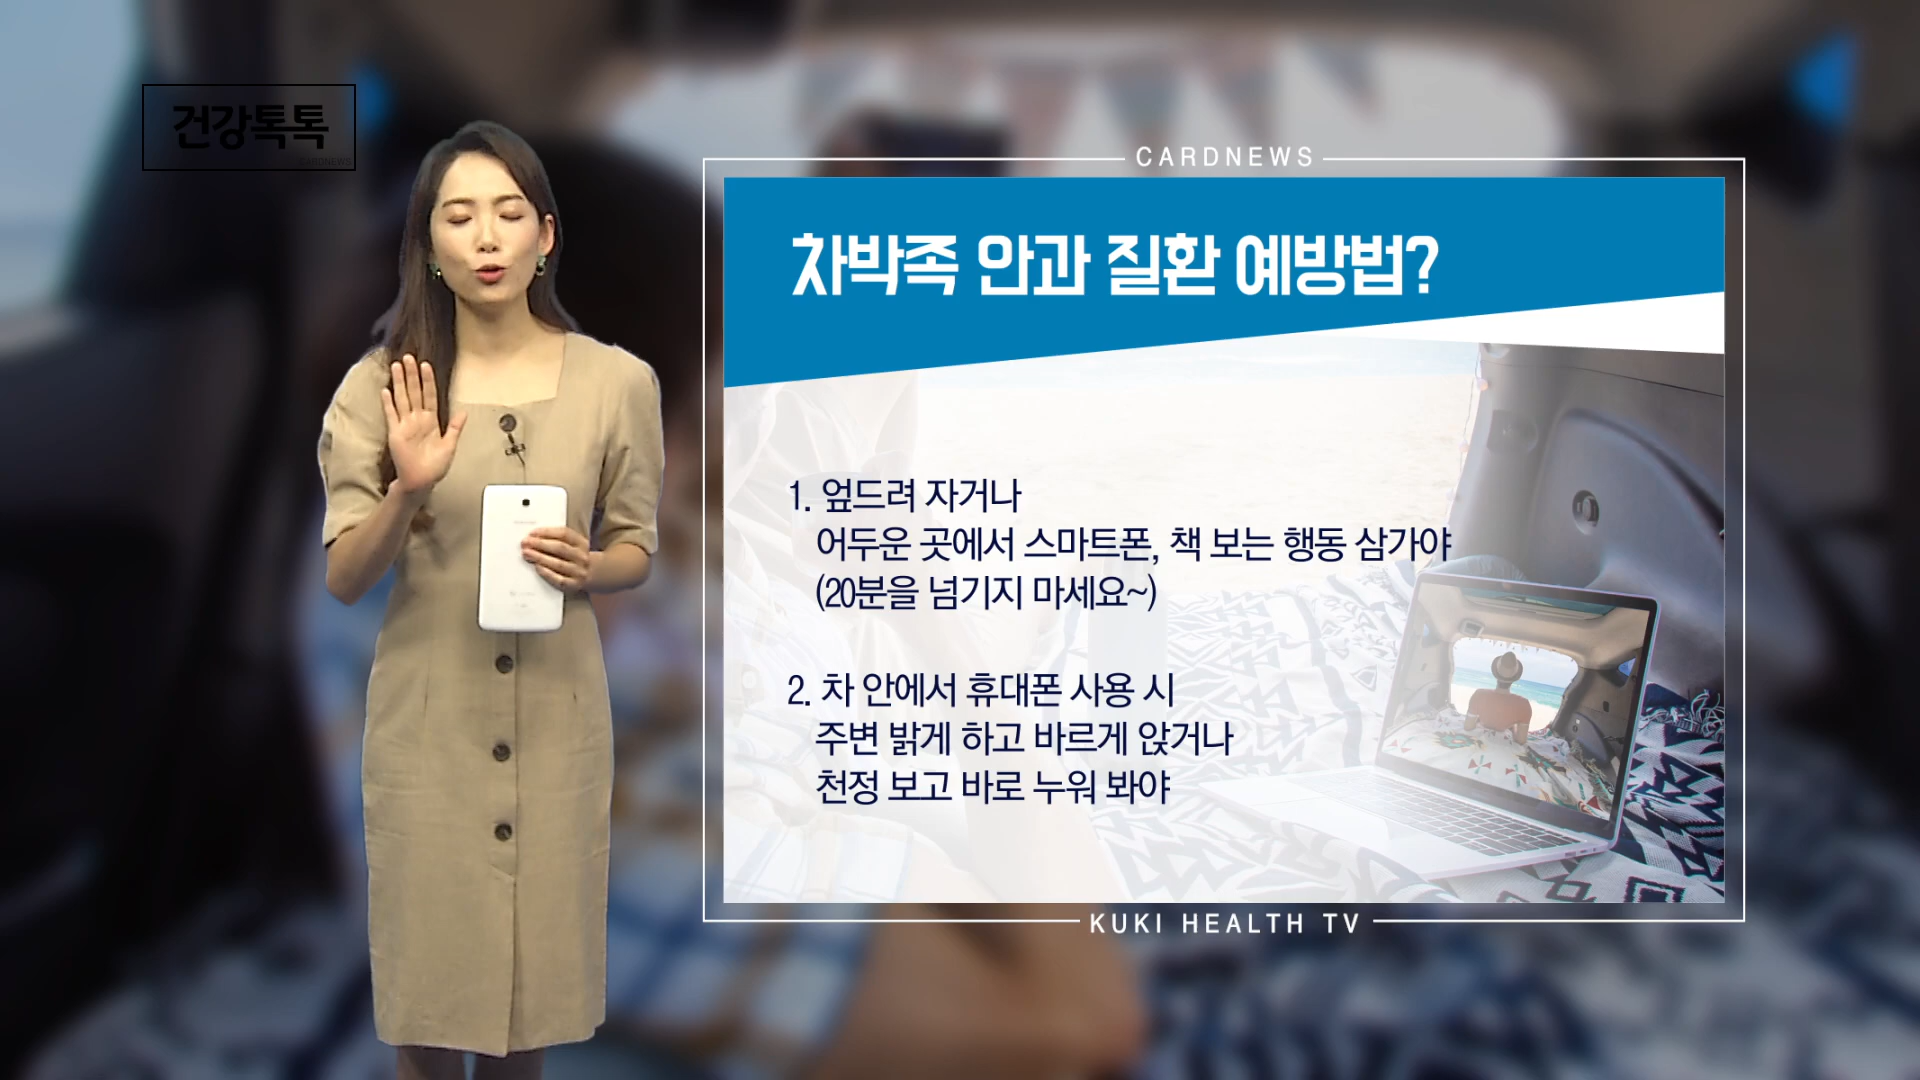 건강톡톡
CARDNEWS
CARDNEWS
차박족 안과 질환 예방법?
1. 엎드려 자거나
어두운 곳에서 스마트폰, 책 보는 행동 삼가야
(20분을 넘기지 마세요~)
2. 차 안에서 휴대폰 사용 시
주변 밝게 하고 바르게 앉거나
천정 보고 바로 누워 봐야
KUKI HEALTH TV